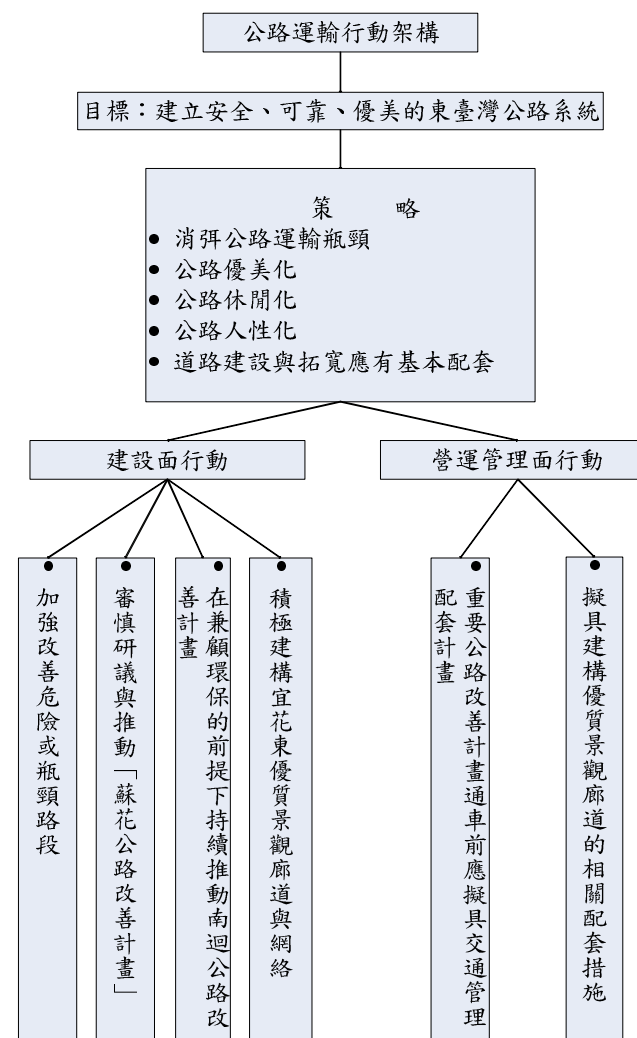 公路運輸行動架構
目標：建立安全、可靠、優美的東臺灣公路系統
策 略
● 消弭公路運輸瓶頸
● 公路優美化
● 公路休閒化
● 公路人性化
● 道路建設與拓寬應有基本配套
建設面行動
營運管理面行動
● 加強改善危險或瓶頸路段
● 審慎研議與推動「蘇花公路改善計畫」
● 在兼顧環保的前提下持續推動南迴公路改
善計畫
● 積極建構宜花東優質景觀廊道與網絡
● 重要公路改善計畫通車前應擬具交通管理
配套計畫
● 擬具建構優質景觀廊道的相關配套措施